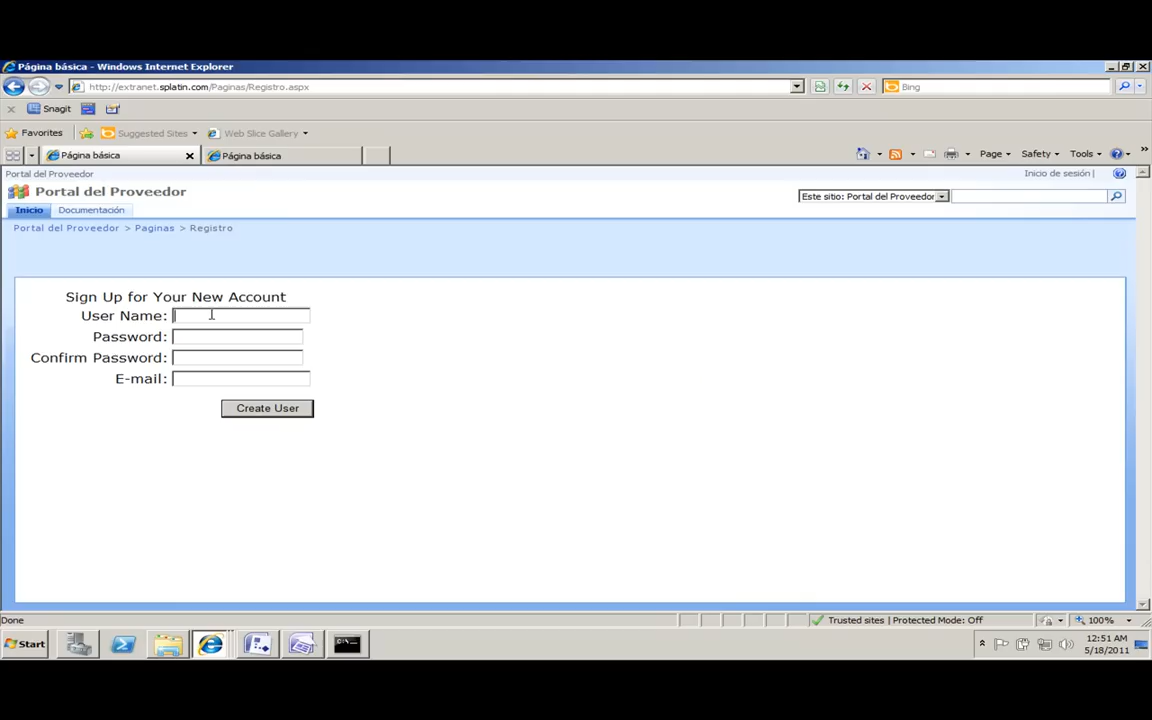 Página básica - Windows Internet Explorer
http://extranet.splatin.com/Paginas/Registro.aspx
Bing
Snagit
Favorites Suggested Sites Web Slice Gallery
Página básica Página básica Page Safety Tools
Portal del Proveedor Inicio de sesión |
Portal del Proveedor Este sitio: Portal del Proveedor
Inicio Documentación
Portal del Proveedor > Paginas > Registro
Sign Up for Your New Account
User Name:
Password:
Confirm Password:
E-mail:
Create User
Done Trusted sites | Protected Mode: Off 100%
Start 12:51 AM
5/18/2011